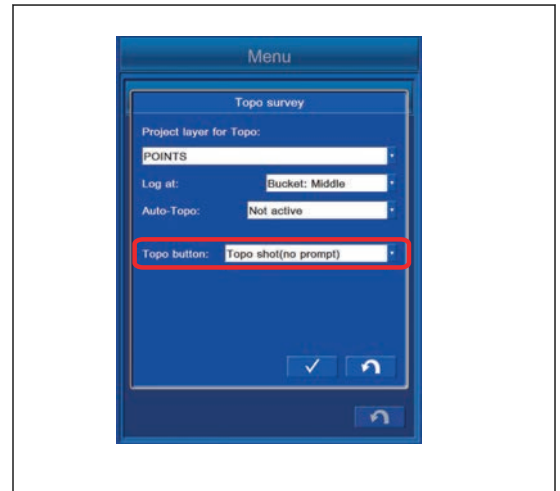 Menu
Topo survey
Project layer for Topo:
POINTS
Log at: Bucket: Middle
Auto-Topo: Not active
Topo button: Topo shot(no prompt)